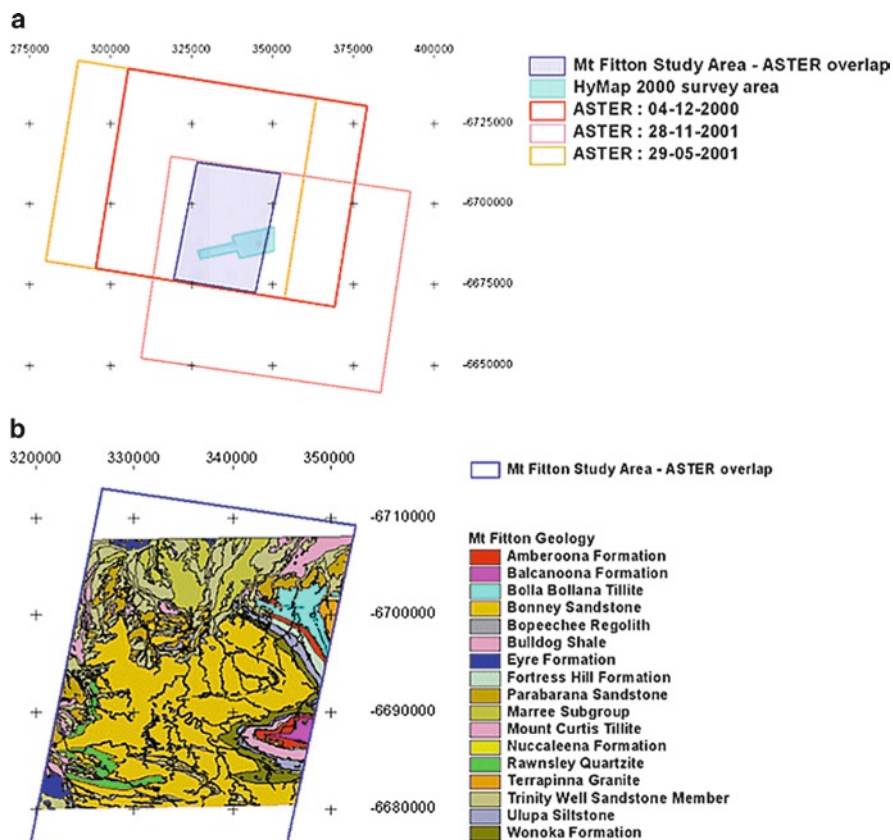 a
275000 300000 325000 350000 375000 400000
Mt Fitton Study Area - ASTER overlap
HyMap 2000 survey area
ASTER : 04-12-2000
ASTER : 28-11-2001
ASTER : 29-05-2001
-6725000
-6700000
-6675000
-6650000
b
320000 330000 340000 350000
Mt Fitton Study Area - ASTER overlap
-6710000
-6700000
-6690000
-6680000
Mt Fitton Geology
Amberoona Formation
Balcanoona Formation
Bolla Bollana Tillite
Bonney Sandstone
Bopeechee Regolith
Bulldog Shale
Eyre Formation
Fortress Hill Formation
Parabarana Sandstone
Marree Subgroup
Mount Curtis Tillite
Nuccaleena Formation
Rawnsley Quartzite
Terrapinna Granite
Trinity Well Sandstone Member
Ulupa Siltstone
Wonoka Formation